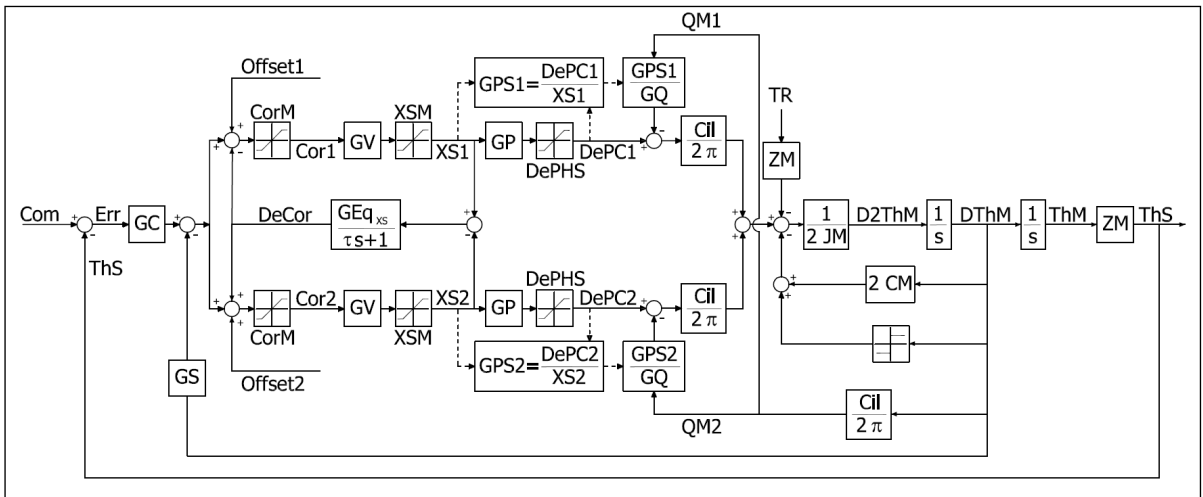 QM1
Offset1
GPS1=DePC1/XS1
GPS1/GQ
TR
CorM
XSM
Cil/2π
Cor1
GV
XS1
GP
DePC1
ZM
DePHS
Com
Err
GC
DeCor
GEq XS/τs+1
1/2 JM
D2ThM
1/s
DThM
1/s
ThM
ZM
ThS
ThS
DePHS
2 CM
Cor2
GV
XS2
GP
DePC2
Cil/2π
CorM
XSM
GS
Offset2
GPS2=DePC2/XS2
GPS2/GQ
QM2
Cil/2π